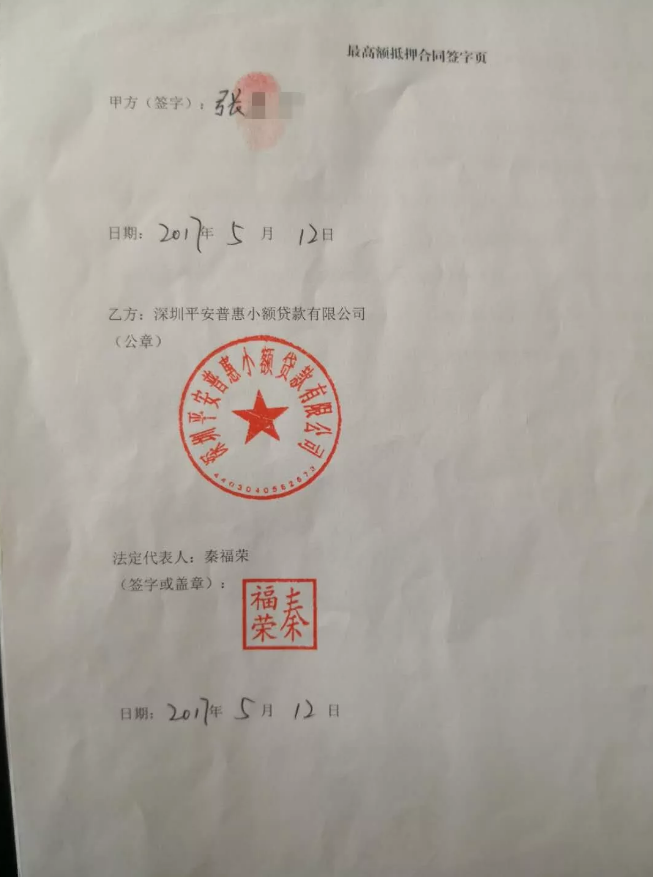 最高额抵押合同签字页
甲方（签字）：張
日期：2017年 5 月 12日
乙方：深圳平安普惠小额贷款有限公司
（公章）
深圳平安普惠小额贷款有限公司
法定代表人：秦福荣
（签字或盖章）：
秦福荣
日期：2017年 5 月 12 日